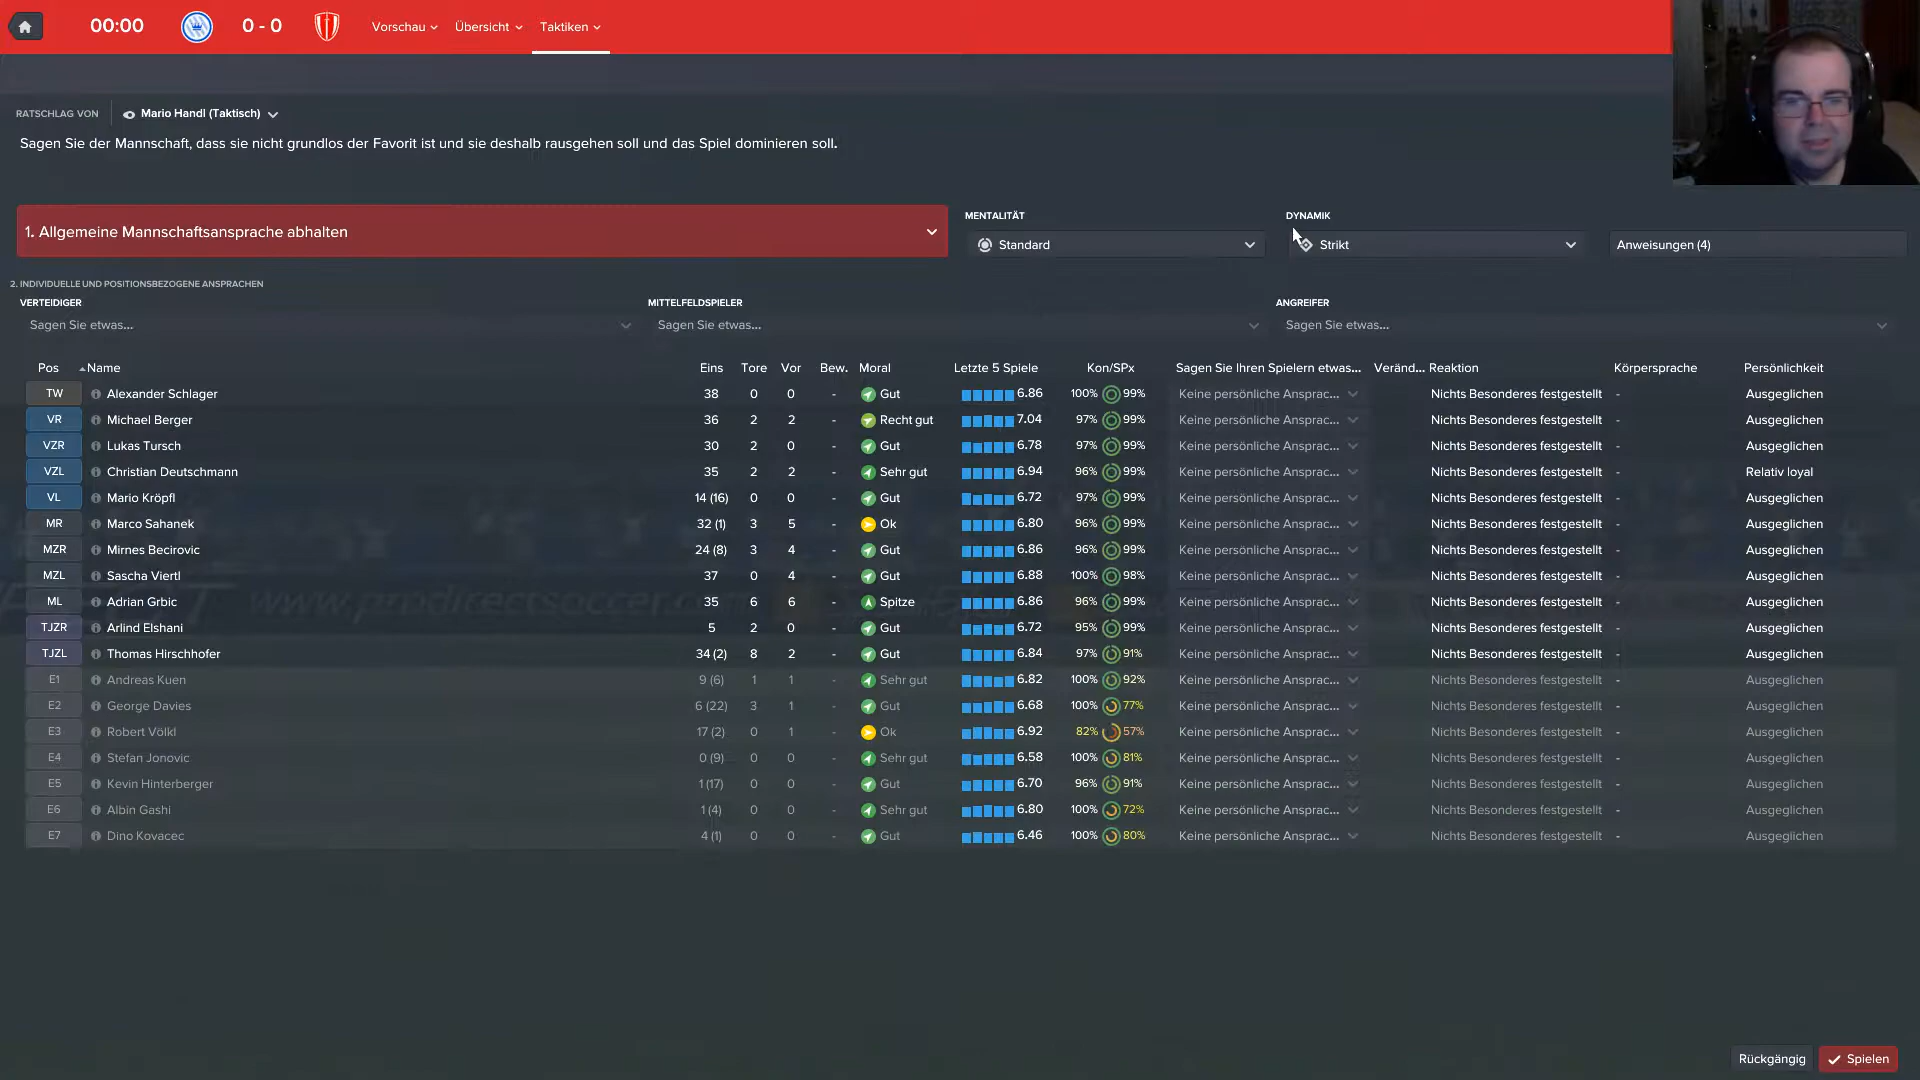 00:00 0 - 0 Vorschau Übersicht Taktiken
RATSCHLAG VON Mario Handl (Taktisch)
Sagen Sie der Mannschaft, dass sie nicht grundlos der Favorit ist und sie deshalb rausgehen soll und das Spiel dominieren soll.
1. Allgemeine Mannschaftsansprache abhalten
MENTALITÄT DYNAMIK
Standard Strikt Anweisungen (4)
2. INDIVIDUELLE UND POSITIONSBEZOGENE ANSPRACHEN
VERTEIDIGER MITTELFELDSPIELER ANGREIFER
Sagen Sie etwas... Sagen Sie etwas... Sagen Sie etwas...
Pos Name Eins Tore Vor Bew. Moral Letzte 5 Spiele Kon/SPx Sagen Sie Ihren Spielern etwas... Veränd... Reaktion Körpersprache Persönlichkeit
TW Alexander Schlager 38 0 0 - Gut 6.86 100% 99% Keine persönliche Ansprac... Nichts Besonderes festgestellt - Ausgeglichen
VR Michael Berger 36 2 2 - Recht gut 7.04 97% 99% Keine persönliche Ansprac... Nichts Besonderes festgestellt - Ausgeglichen
VZR Lukas Tursch 30 2 0 - Gut 6.78 97% 99% Keine persönliche Ansprac... Nichts Besonderes festgestellt - Ausgeglichen
VZL Christian Deutschmann 35 2 2 - Sehr gut 6.94 96% 99% Keine persönliche Ansprac... Nichts Besonderes festgestellt - Relativ loyal
VL Mario Kröpfl 14 (16) 0 0 - Gut 6.72 97% 99% Keine persönliche Ansprac... Nichts Besonderes festgestellt - Ausgeglichen
MR Marco Sahanek 32 (1) 3 5 - Ok 6.80 96% 99% Keine persönliche Ansprac... Nichts Besonderes festgestellt - Ausgeglichen
MZR Mirnes Becirovic 24 (8) 3 4 - Gut 6.86 96% 99% Keine persönliche Ansprac... Nichts Besonderes festgestellt - Ausgeglichen
MZL Sascha Viertl 37 0 4 - Gut 6.88 100% 98% Keine persönliche Ansprac... Nichts Besonderes festgestellt - Ausgeglichen
ML Adrian Grbic 35 6 6 - Spitze 6.86 96% 99% Keine persönliche Ansprac... Nichts Besonderes festgestellt - Ausgeglichen
TJZR Arlind Elshani 5 2 0 - Gut 6.72 95% 99% Keine persönliche Ansprac... Nichts Besonderes festgestellt - Ausgeglichen
TJZL Thomas Hirschhofer 34 (2) 8 2 - Gut 6.84 97% 91% Keine persönliche Ansprac... Nichts Besonderes festgestellt - Ausgeglichen
E1 Andreas Kuen 9 (6) 1 1 - Sehr gut 6.82 100% 92% Keine persönliche Ansprac... Nichts Besonderes festgestellt - Ausgeglichen
E2 George Davies 6 (22) 3 1 - Gut 6.68 100% 77% Keine persönliche Ansprac... Nichts Besonderes festgestellt - Ausgeglichen
E3 Robert Völkl 17 (2) 0 1 - Ok 6.92 82% 57% Keine persönliche Ansprac... Nichts Besonderes festgestellt - Ausgeglichen
E4 Stefan Jonovic 0 (9) 0 0 - Sehr gut 6.58 100% 81% Keine persönliche Ansprac... Nichts Besonderes festgestellt - Ausgeglichen
E5 Kevin Hinterberger 1 (17) 0 0 - Gut 6.70 96% 91% Keine persönliche Ansprac... Nichts Besonderes festgestellt - Ausgeglichen
E6 Albin Gashi 1 (4) 0 0 - Sehr gut 6.80 100% 72% Keine persönliche Ansprac... Nichts Besonderes festgestellt - Ausgeglichen
E7 Dino Kovacec 4 (1) 0 0 - Gut 6.46 100% 80% Keine persönliche Ansprac... Nichts Besonderes festgestellt - Ausgeglichen
Rückgängig Spielen